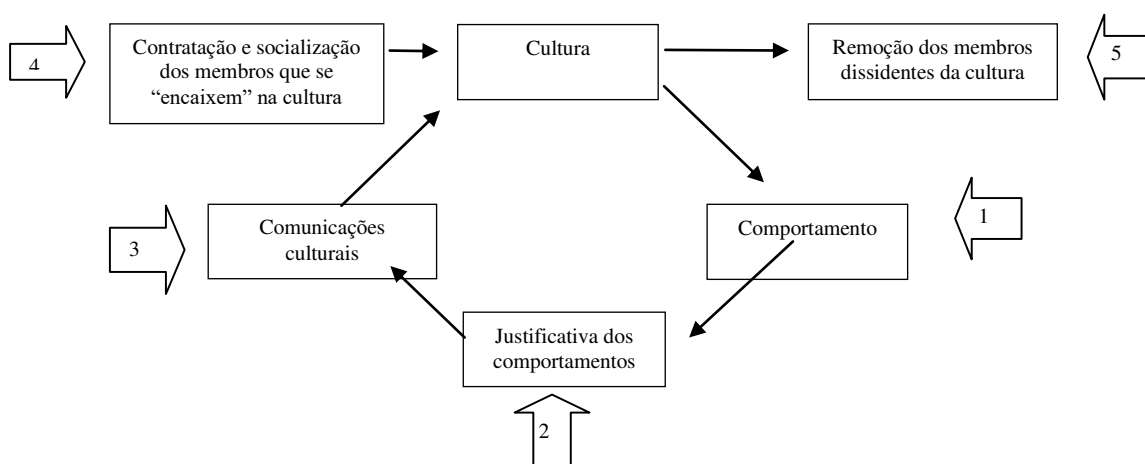 4
Contratação e socialização
dos membros que se
“encaixem” na cultura
Cultura
Remoção dos membros
dissidentes da cultura
5
3
Comunicações
culturais
Comportamento
1
Justificativa dos
comportamentos
2